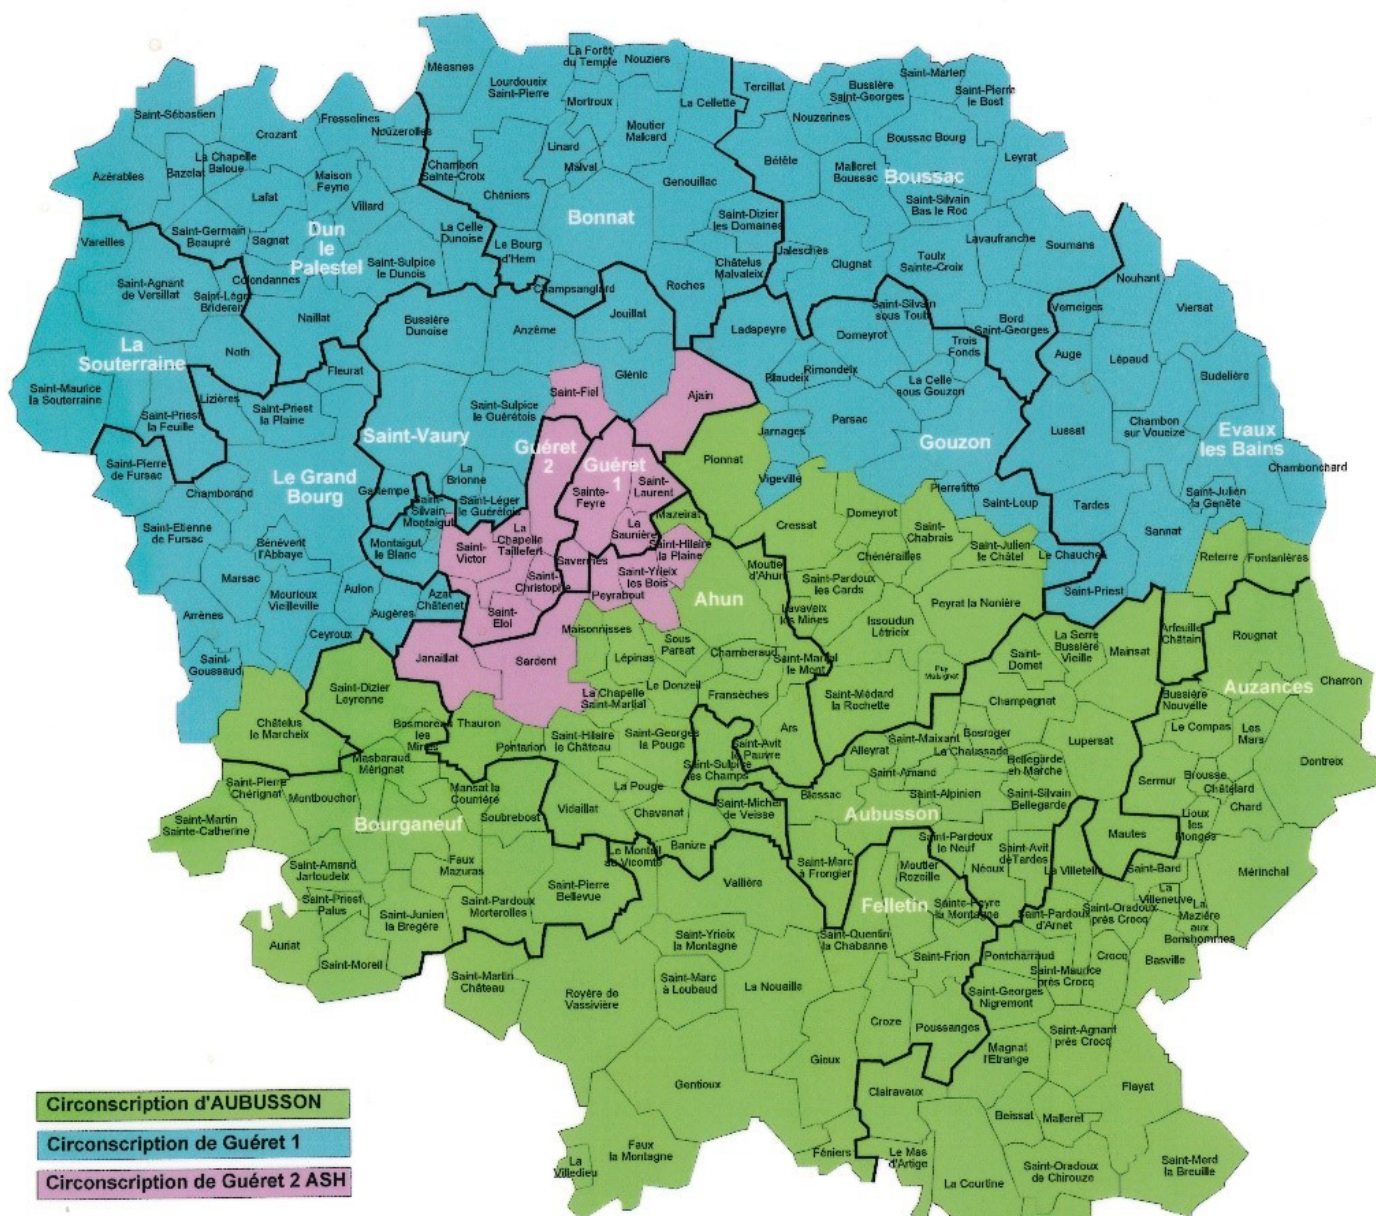 La Forêt
du Temple
Nouziers
Méasnes
Lourdoueix
Saint-Pierre
Mortroux
La Cellette
Moutier
Malcard
Linard
Malval
Chambon
Sainte-Croix
Chéniers
Genouillac
Bonnat
Saint-Dizier
les Domaines
Le Bourg
d'Hem
Châtelus
Malvaleix
Roches
Champsanglard
Tercillat
Bussière
Saint-Georges
Saint-Marien
Saint-Pierre
le Bost
Nouzerines
Boussac Bourg
Leyrat
Bétête
Malleret
Boussac
Boussac
Saint-Silvain
Bas le Roc
Lavaufranche
Soumans
Jalesches
Clugnat
Toulx
Sainte-Croix
Bord
Saint-Georges
Saint-Sébastien
Crozant
Fresselines
Nouzerolles
La Chapelle
Baloue
Bazelat
Azérables
Maison
Feyne
Lafat
Villard
Saint-Germain
Beaupré
Sagnat
Dun
le
Palestel
La Celle
Dunoise
Saint-Sulpice
le Dunois
Colondannes
Naillat
Vareilles
Saint-Agnant
de Versillat
Saint-Léger
Bridereix
La
Souterraine
Noth
Saint-Maurice
la Souterraine
Saint-Priest
la Feuille
Bussière
Dunoise
Anzême
Jouillat
Glénic
Saint-Fiel
Ajain
Saint-Sulpice
le Guérétois
Saint-Vaury
La
Brionne
Saint-Léger
le Guérétois
Gartempe
Saint-
Silvain
Montaigut
Montaigut
le Blanc
Fleurat
Lizières
Saint-Priest
la Plaine
Saint-Pierre
de Fursac
Le Grand
Bourg
Chamborand
Saint-Etienne
de Fursac
Bénévent
l'Abbaye
Marsac
Mourioux
Vieilleville
Aulon
Augères
Azat
Châtenet
Arrènes
Ceyroux
Saint-
Goussaud
Guéret
2
Guéret
1
Sainte-
Feyre
Saint-
Laurent
La
Saunière
Mazeirat
Saint-Hilaire
la Plaine
Saint-Yrieix
les Bois
Savennes
Peyrabout
La
Chapelle
Taillefert
Saint-
Victor
Saint-
Christophe
Saint-
Eloi
Janaillat
Sardent
Ladapeyre
Saint-Silvain
sous Toulx
Domeyrot
Trois
Fonds
Blaudeix
Rimondeix
La Celle
sous Gouzon
Jarnages
Parsac
Gouzon
Vigeville
Pierrefitte
Saint-Loup
Pionnat
Nouhant
Viersat
Verneiges
Auge
Lépaud
Budelière
Lussat
Chambon
sur Voueize
Evaux
les Bains
Chambonchard
Saint-Julien
la Genête
Tardes
Sannat
Le Chauchet
Saint-Priest
Reterre
Fontanières
Cressat
Domeyrot
Saint-
Chabrais
Chénérailles
Saint-Julien
le Châtel
Saint-Pardoux
les Cards
Peyrat la Nonière
Lavaveix
les Mines
Issoudun
Létrieix
Saint-Médard
la Rochette
Puy
Malsignat
Moutier
d'Ahun
Ahun
Maisonnisses
Lépinas
Sous
Parsat
Chamberaud
Saint-Martial
le Mont
Le Donzeil
Fransèches
La Chapelle
Saint-Martial
Ars
Saint-Avit
le Pauvre
Saint-Sulpice
les Champs
Saint-Hilaire
le Château
Saint-Georges
la Pouge
La Pouge
Thauron
Pontarion
Vidaillat
Chavanat
Banize
Saint-Michel
de Veisse
Le Monteil
au Vicomte
Châtelus
le Marcheix
Saint-Dizier
Leyrenne
Bosmoreau
les
Mines
Masbaraud
Mérignat
Saint-Pierre
Chérignat
Montboucher
Mansat la
Courrière
Saint-Martin
Sainte-Catherine
Bourganeuf
Soubrebost
Saint-Amand
Jarloudeix
Faux
Mazuras
Saint-Priest
Palus
Saint-Junien
la Bregère
Saint-Pardoux
Morterolles
Saint-Pierre
Bellevue
Auriat
Saint-Moreil
Saint-Martin
Château
Royère de
Vassivière
Vallière
Saint-Yrieix
la Montagne
Saint-Marc
à Loubaud
La Nouaille
Gentioux
Faux
la Montagne
La
Villedieu
Féniers
Gioux
Croze
Poussanges
Clairavaux
Saint-Quentin
la Chabanne
Saint-Frion
Felletin
Moutier
Rozeille
Sainte-Feyre
la Montagne
Saint-
Domet
La Serre
Bussière
Vieille
Mainsat
Champagnat
Bosroger
Saint-Maixant
La Chaussade
Alleyrat
Lupersat
Bellegarde
en Marche
Saint-Amand
Saint-Alpinien
Saint-Silvain
Bellegarde
Blessac
Aubusson
Saint-Pardoux
le Neuf
Néoux
Saint-Avit
de Tardes
Saint-Marc
à Frongier
Mautes
Saint-Bard
La Villetelle
La
Villeneuve
Saint-Oradoux
près Crocq
La
Mazière
aux
Bonshommes
Saint-Pardoux
d'Arnet
Pontcharraud
Crocq
Basville
Saint-Maurice
près Crocq
Saint-Georges
Nigremont
Saint-Agnant
près Crocq
Magnat
l'Etrange
Flayat
Beissat
Malleret
Le Mas
d'Artige
La Courtine
Saint-Oradoux
de Chirouze
Saint-Merd
la Breuille
Arfeuille
Châtain
Rougnat
Auzances
Charron
Bussière
Nouvelle
Le Compas
Les
Mars
Dontreix
Sermur
Brousse
Châtelard
Chard
Lioux
les
Monges
Mérinchal
Circonscription d'AUBUSSON
Circonscription de Guéret 1
Circonscription de Guéret 2 ASH